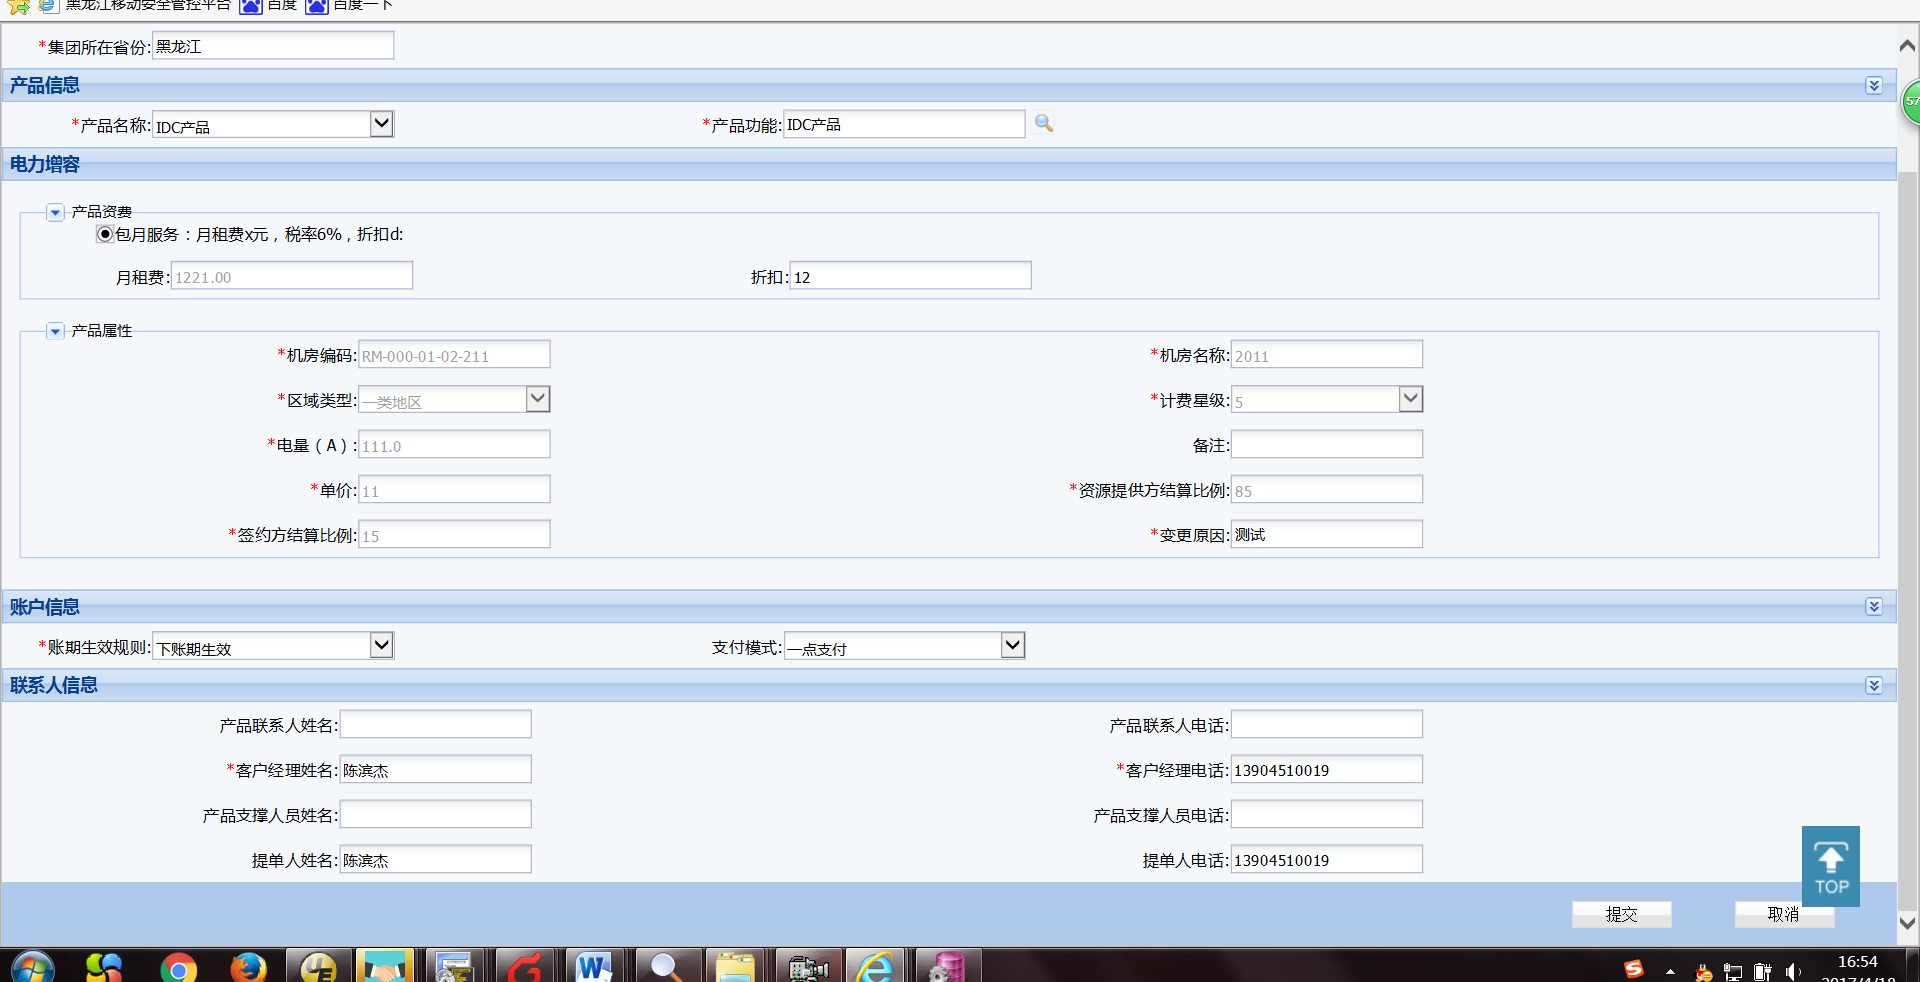 黑龙江移动安全管控平台 百度 百度一下
*集团所在省份: 黑龙江
产品信息
57
*产品名称: IDC产品 *产品功能: IDC产品
电力增容
产品资费
包月服务：月租费x元，税率6%，折扣d:
月租费: 1221.00 折扣: 12
产品属性
*机房编码: RM-000-01-02-211 *机房名称: 2011
*区域类型: 一类地区 *计费星级: 5
*电量（A）: 111.0 备注:
*单价: 11 *资源提供方结算比例: 85
*签约方结算比例: 15 *变更原因: 测试
账户信息
*账期生效规则: 下账期生效 支付模式: 一点支付
联系人信息
产品联系人姓名: 产品联系人电话:
*客户经理姓名: 陈滨杰 *客户经理电话: 13904510019
产品支撑人员姓名: 产品支撑人员电话:
提单人姓名: 陈滨杰 提单人电话: 13904510019
TOP
提交 取消
16:54
2017/4/18